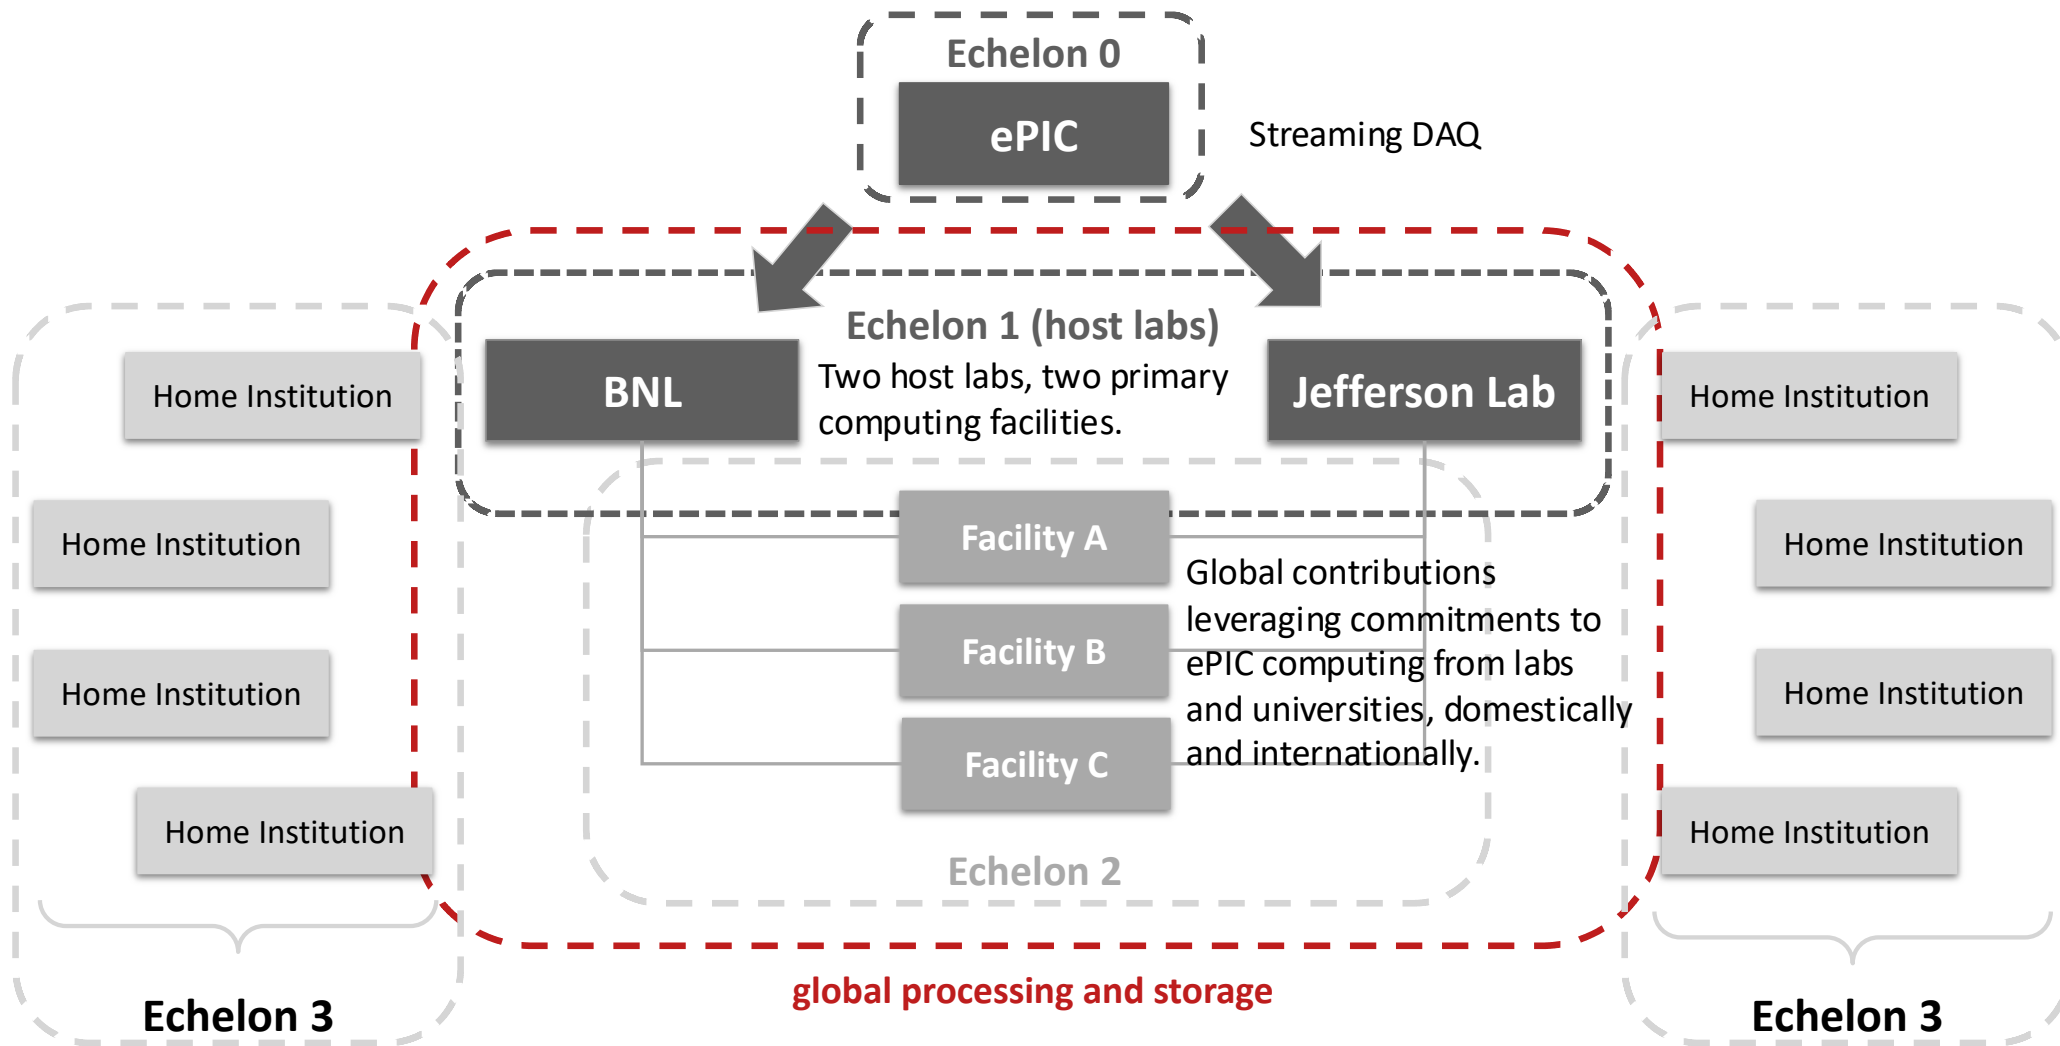 Echelon 0
ePIC
Streaming DAQ
Echelon 1 (host labs)
BNL
Two host labs, two primary
computing facilities.
Jefferson Lab
Home Institution
Home Institution
Home Institution
Home Institution
Echelon 3
Facility A
Facility B
Facility C
Global contributions
leveraging commitments to
ePIC computing from labs
and universities, domestically
and internationally.
Echelon 2
global processing and storage
Home Institution
Home Institution
Home Institution
Home Institution
Echelon 3